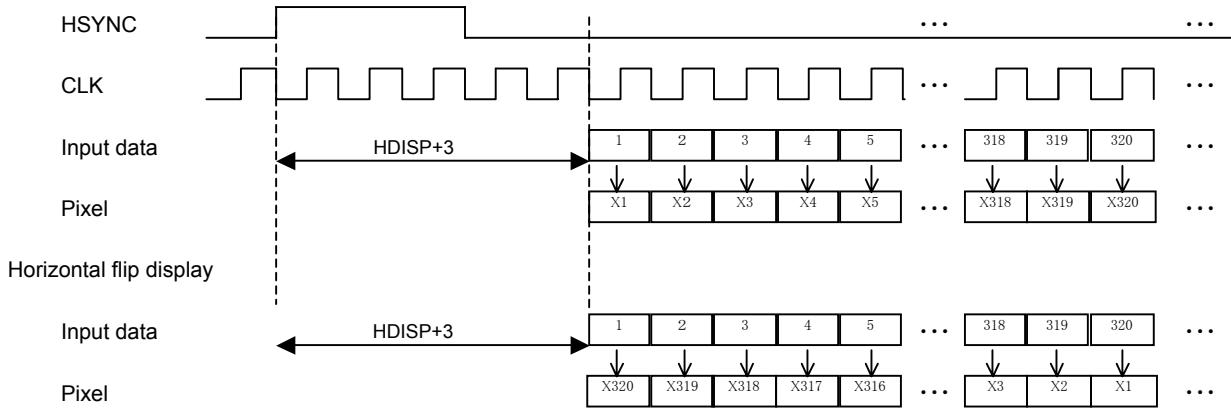 HSYNC ... ...
CLK ... ...
Input data HDISP+3 1 2 3 4 5 ... 318 319 320 ...
Pixel X1 X2 X3 X4 X5 ... X318 X319 X320 ...
Horizontal flip display
Input data HDISP+3 1 2 3 4 5 ... 318 319 320 ...
Pixel X320 X319 X318 X317 X316 ... X3 X2 X1 ...